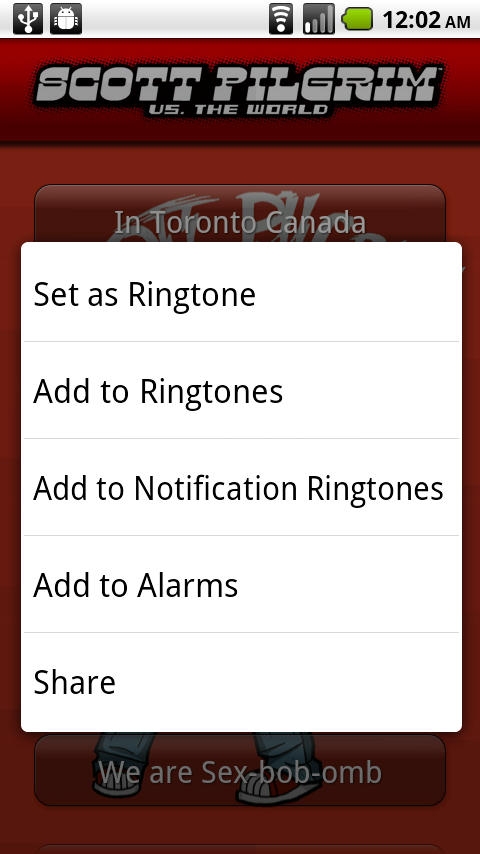 12:02 AM
SCOTT PILGRIM
VS. THE WORLD
In Toronto Canada
Set as Ringtone
Add to Ringtones
Add to Notification Ringtones
Add to Alarms
Share
We are Sex-bob-omb